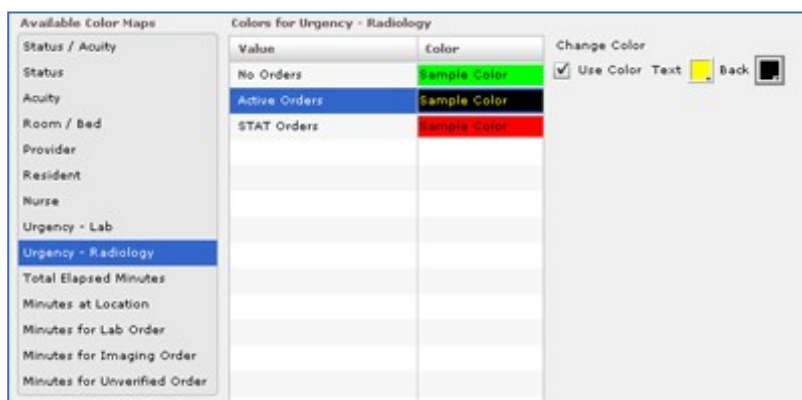 Available Color Maps
Status / Acuity
Status
Acuity
Room / Bed
Provider
Resident
Nurse
Urgency - Lab
Urgency - Radiology
Total Elapsed Minutes
Minutes at Location
Minutes for Lab Order
Minutes for Imaging Order
Minutes for Unverified Order
Colors for Urgency - Radiology
Value Color
No Orders Sample Color
Active Orders Sample Color
STAT Orders Sample Color
Change Color
Use Color Text Back